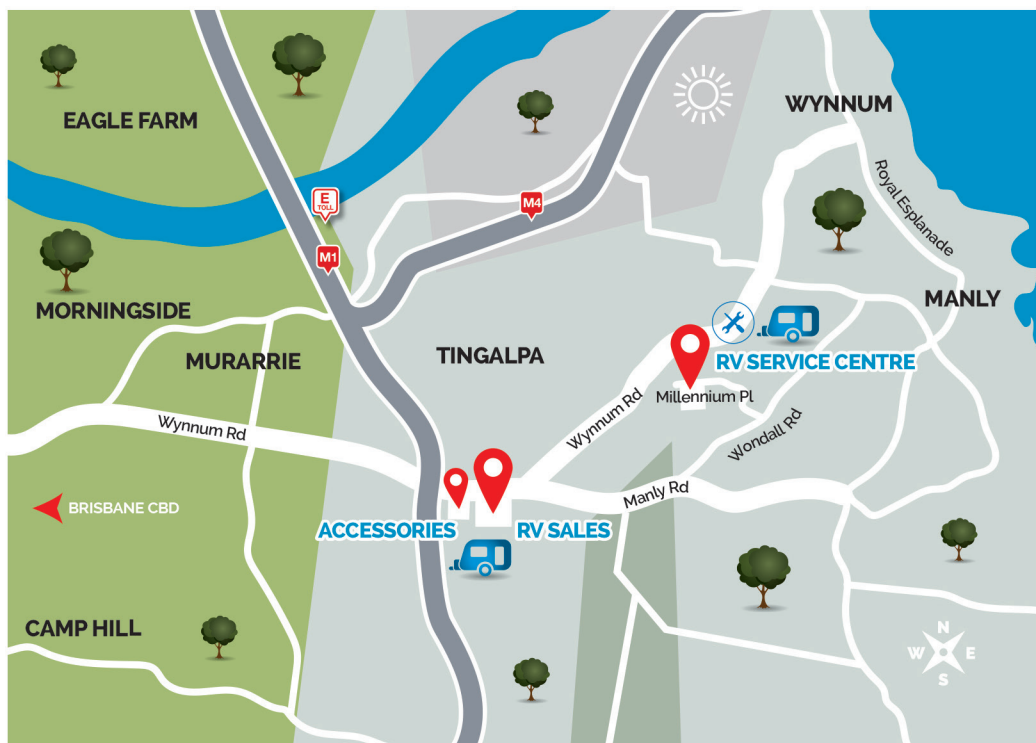 WYNNUM
EAGLE FARM
E
TOLL
M4
Royal Esplanade
M1
MORNINGSIDE
MANLY
MURARRIE
TINGALPA
RV SERVICE CENTRE
Millennium Pl
Wynnum Rd
Wynnum Rd
Wondall Rd
Manly Rd
BRISBANE CBD
ACCESSORIES
RV SALES
CAMP HILL
N
W
E
S